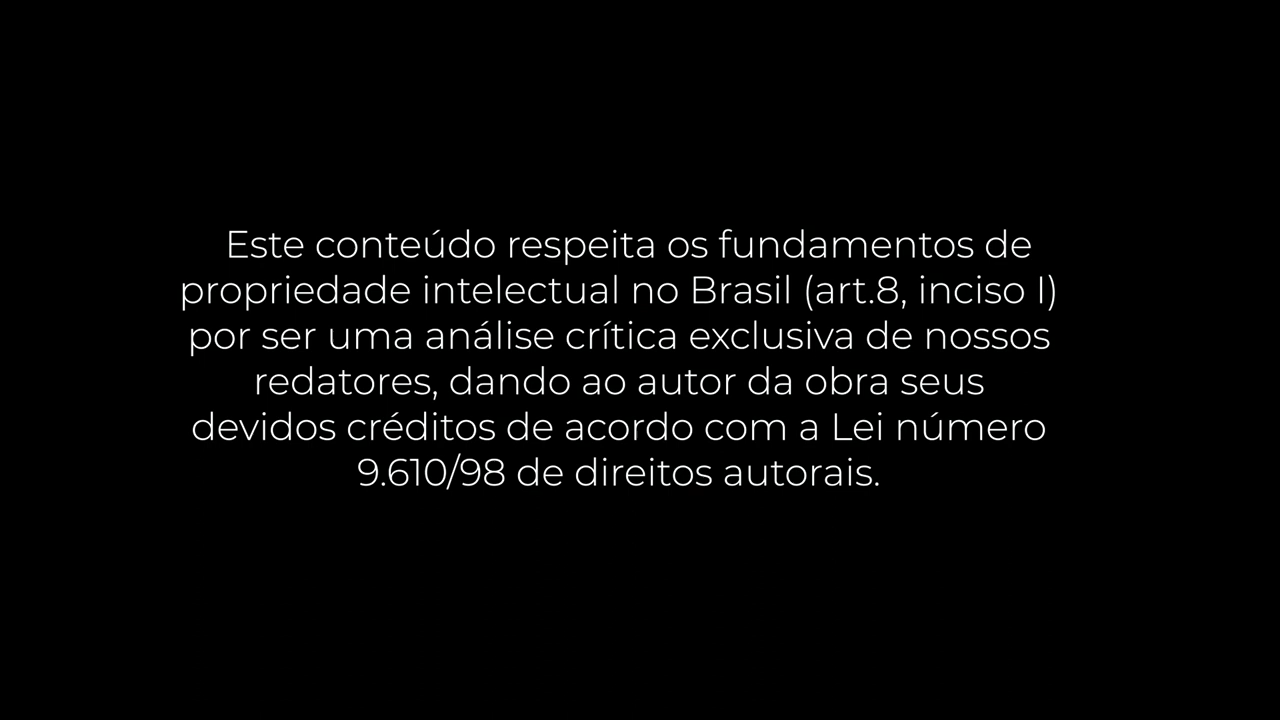 Este conteúdo respeita os fundamentos de
propriedade intelectual no Brasil (art.8, inciso I)
por ser uma análise crítica exclusiva de nossos
redatores, dando ao autor da obra seus
devidos créditos de acordo com a Lei número
9.610/98 de direitos autorais.